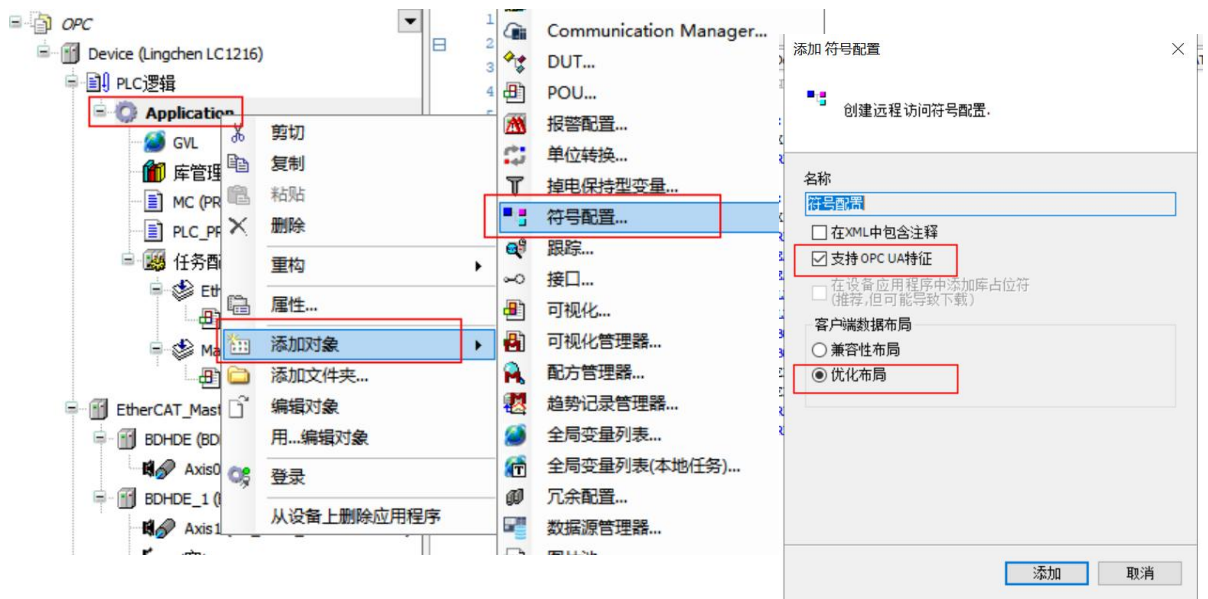 OPC
Device (Lingchen LC1216)
PLC逻辑
Application
GVL
库管理
MC (PR
PLC_PR
任务配
Eth
Ma
EtherCAT_Mast
BDHDE (BD
Axis0
BDHDE_1 (
Axis1
1
2
3
4
剪切
复制
粘贴
删除
重构
属性...
添加对象
添加文件夹...
编辑对象
用...编辑对象
登录
从设备上删除应用程序
Communication Manager...
DUT...
POU...
报警配置...
单位转换...
掉电保持型变量...
符号配置...
跟踪...
接口...
可视化...
可视化管理器...
配方管理器...
趋势记录管理器...
全局变量列表...
全局变量列表(本地任务)...
冗余配置...
数据源管理器...
添加 符号配置
创建远程访问符号配置.
名称
符号配置
在XML中包含注释
支持 OPC UA特征
在设备应用程序中添加库占位符
(推荐,但可能导致下载)
客户端数据布局
兼容性布局
优化布局
添加
取消